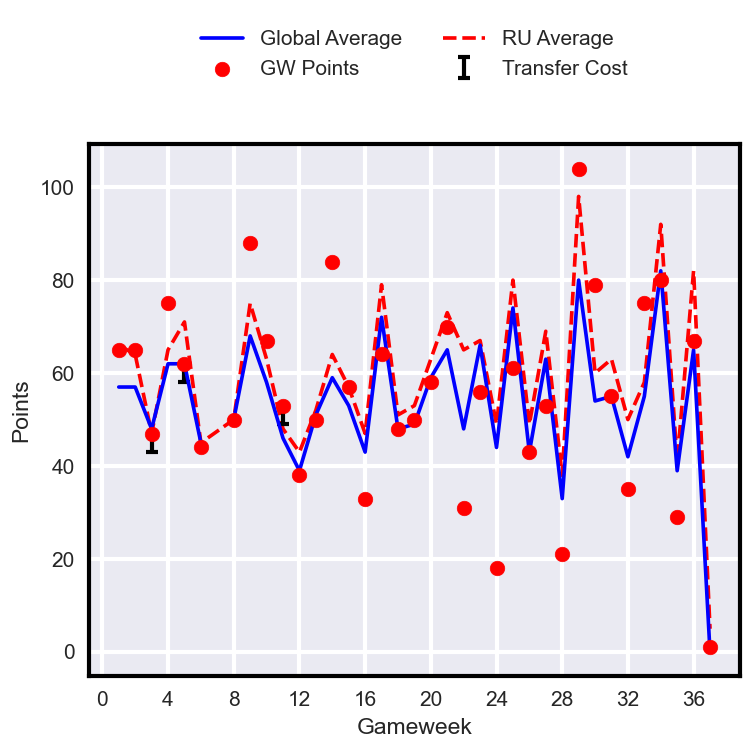 Global Average
RU Average
GW Points
Transfer Cost
100
80
60
40
20
0
Points
0 4 8 12 16 20 24 28 32 36
Gameweek